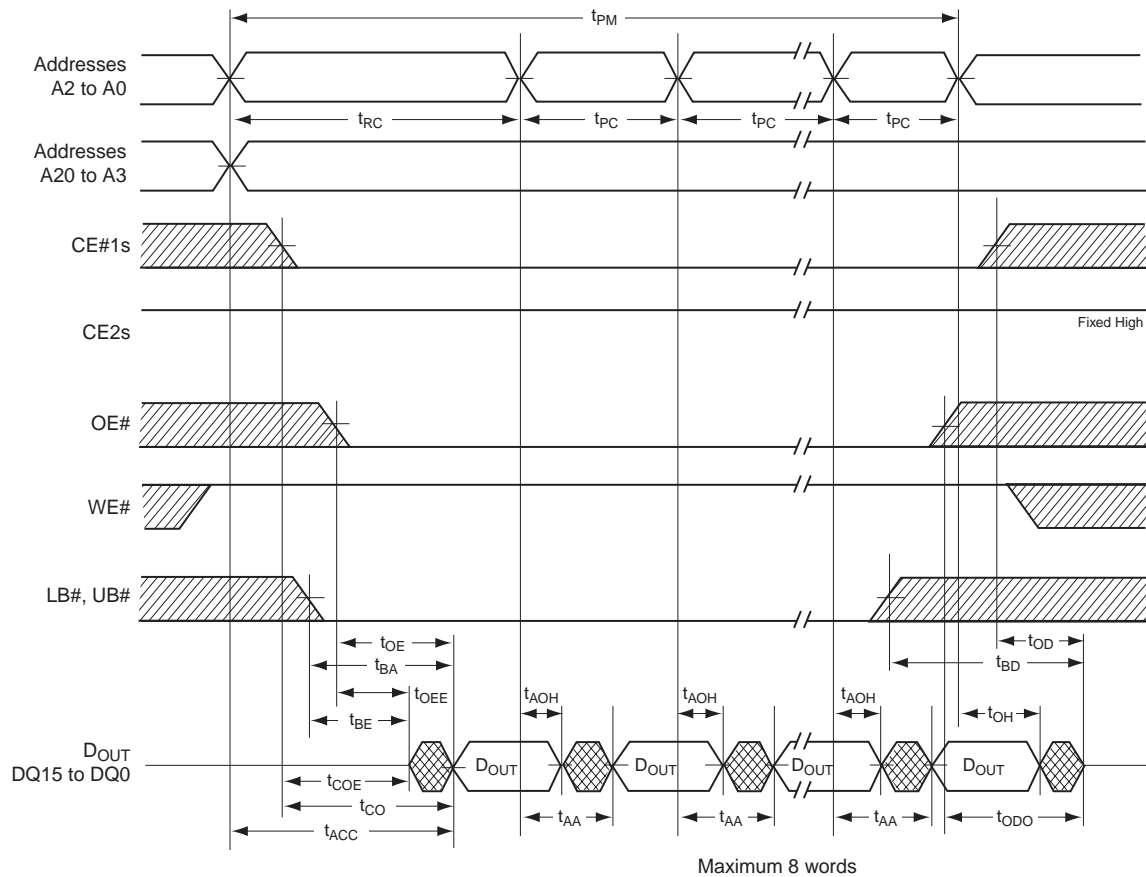 tPM
Addresses
A2 to A0
tRC
tPC
tPC
tPC
Addresses
A20 to A3
CE#1s
CE2s
Fixed High
OE#
WE#
LB#, UB#
tOE
tOD
tBA
tBD
tOEE
tAOH
tAOH
tAOH
tBE
tOH
DOUT
DQ15 to DQ0
DOUT
DOUT
DOUT
DOUT
tCOE
tCO
tACC
tAA
tAA
tAA
tODO
Maximum 8 words